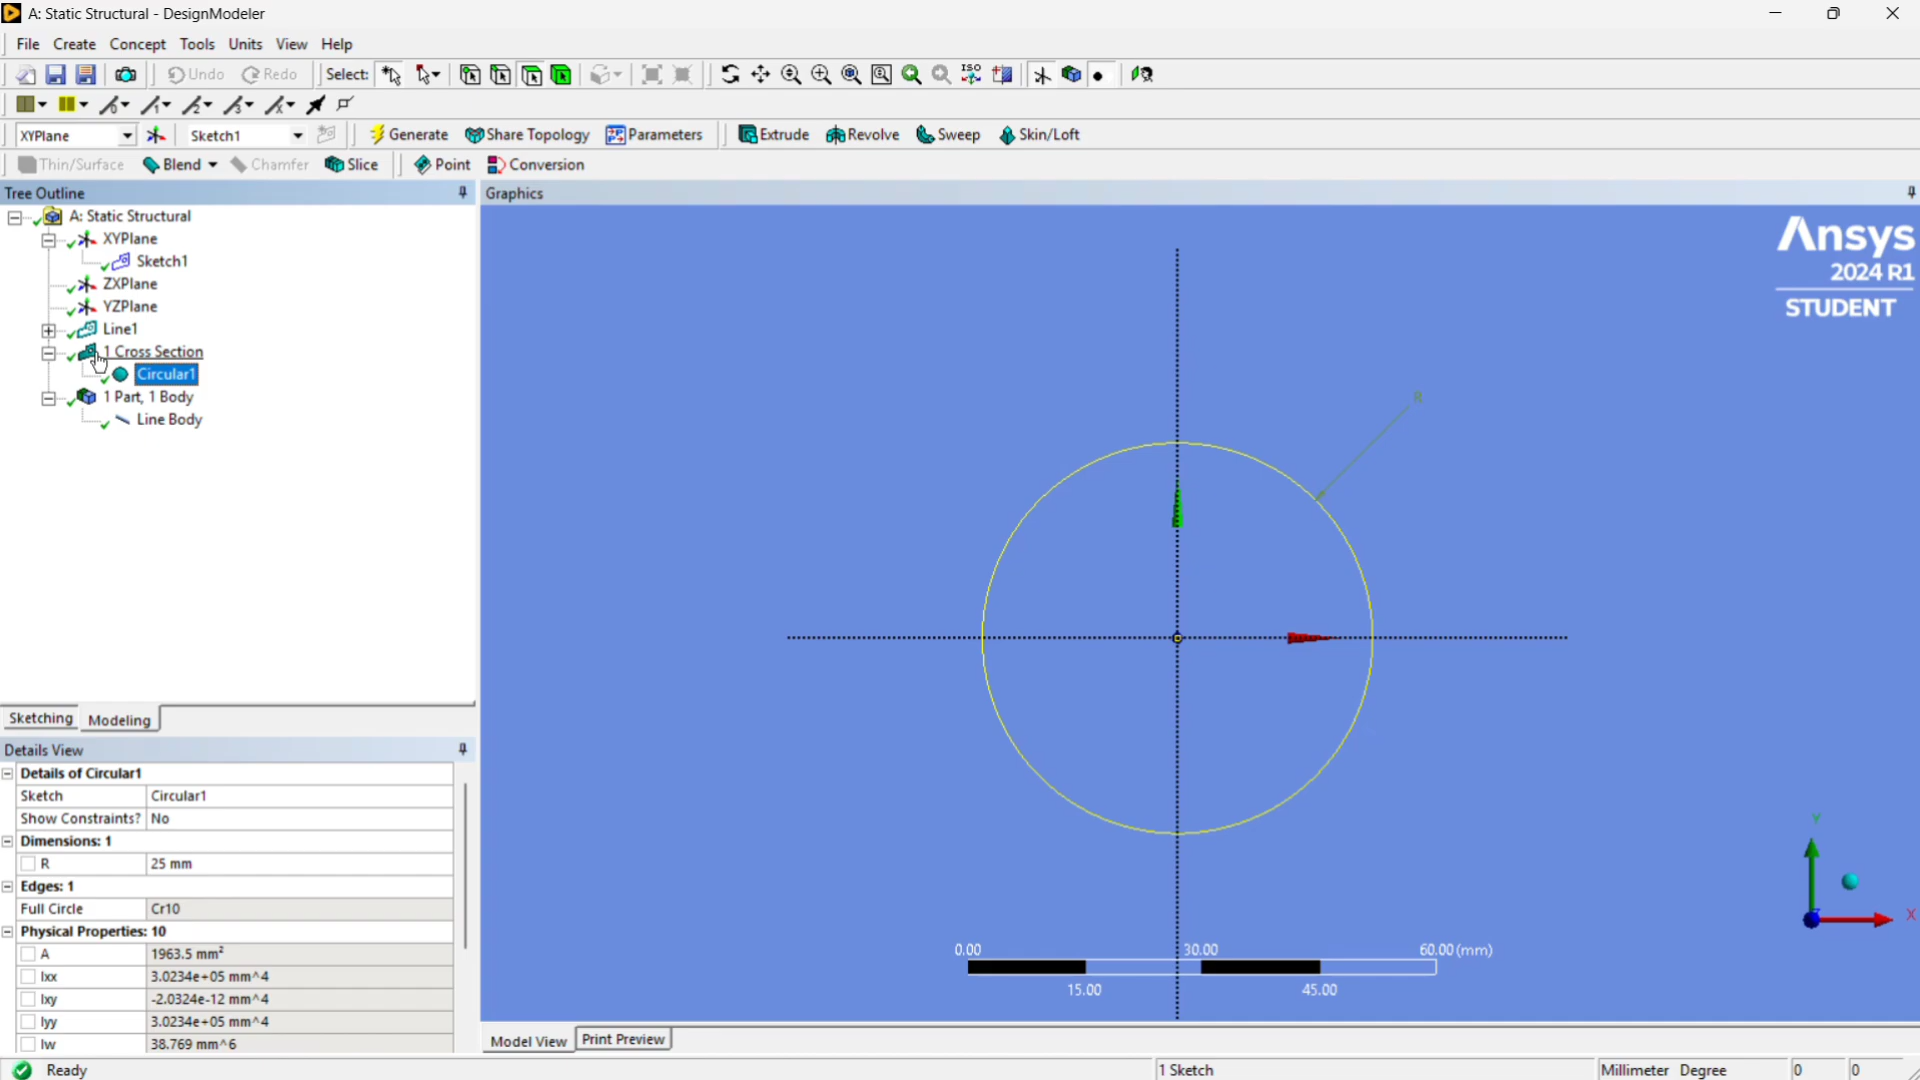 A: Static Structural - DesignModeler
File Create Concept Tools Units View Help
Undo Redo Select: ISO
XYPlane Sketch1 Generate Share Topology Parameters Extrude Revolve Sweep Skin/Loft
Thin/Surface Blend Chamfer Slice Point Conversion
Tree Outline
A: Static Structural
XYPlane
Sketch1
ZXPlane
YZPlane
Line1
1 Cross Section
Circular1
1 Part, 1 Body
Line Body
Sketching Modeling
Details View
Details of Circular1
Sketch Circular1
Show Constraints? No
Dimensions: 1
R 25 mm
Edges: 1
Full Circle Cr10
Physical Properties: 10
A 1963.5 mm²
Ixx 3.0234e+05 mm^4
Ixy -2.0324e-12 mm^4
Iyy 3.0234e+05 mm^4
Iw 38.769 mm^6
Graphics
Ansys
2024 R1
STUDENT
R
0.00 30.00 60.00 (mm)
15.00 45.00
Y
X
Model View Print Preview
Ready 1 Sketch Millimeter Degree 0 0